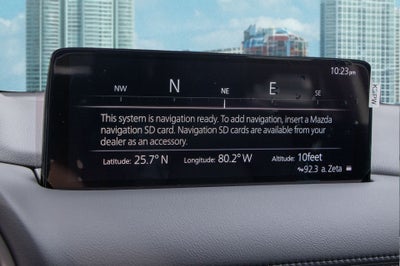 10:23pm
NW N NE E SE
This system is navigation ready. To add navigation, insert a Mazda
navigation SD card. Navigation SD cards are available from your
dealer as an accessory.
Latitude: 25.7° N Longitude: 80.2° W Altitude: 10feet
92.3 a. Zeta